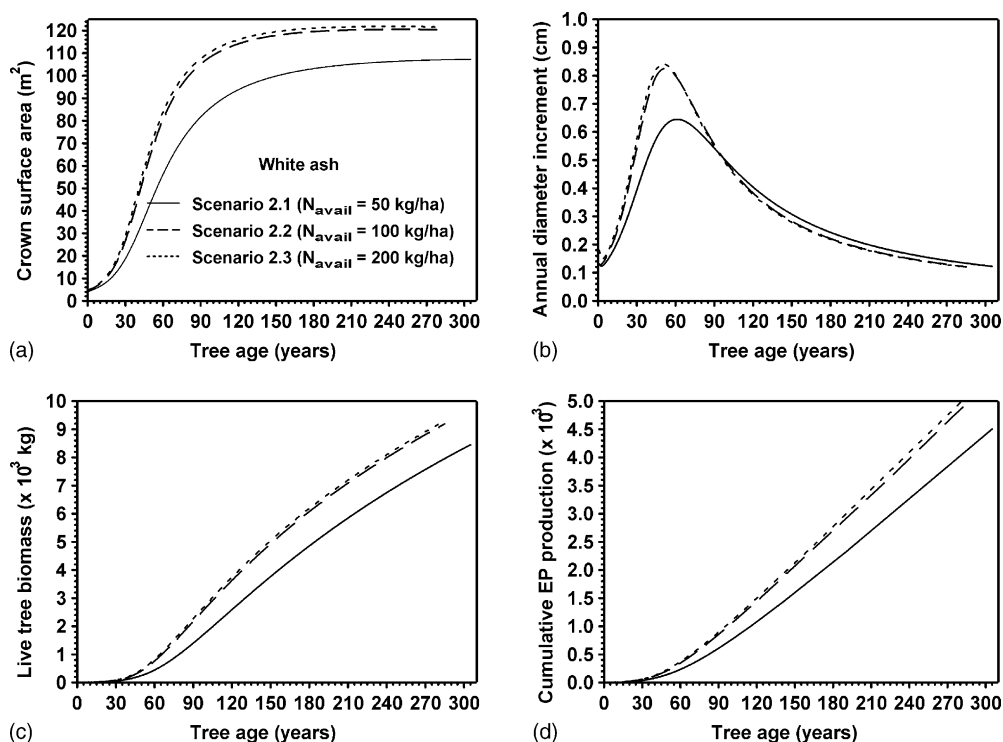 Crown surface area (m²)
120
110
100
90
80
70
60
50
40
30
20
10
0
White ash
Scenario 2.1 (Navail = 50 kg/ha)
Scenario 2.2 (Navail = 100 kg/ha)
Scenario 2.3 (Navail = 200 kg/ha)
0 30 60 90 120 150 180 210 240 270 300
(a) Tree age (years)
Annual diameter increment (cm)
1.0
0.9
0.8
0.7
0.6
0.5
0.4
0.3
0.2
0.1
0.0
0 30 60 90 120 150 180 210 240 270 300
(b) Tree age (years)
Live tree biomass (x 10³ kg)
10
9
8
7
6
5
4
3
2
1
0
0 30 60 90 120 150 180 210 240 270 300
(c) Tree age (years)
Cumulative EP production (x 10³)
5.0
4.5
4.0
3.5
3.0
2.5
2.0
1.5
1.0
0.5
0.0
0 30 60 90 120 150 180 210 240 270 300
(d) Tree age (years)